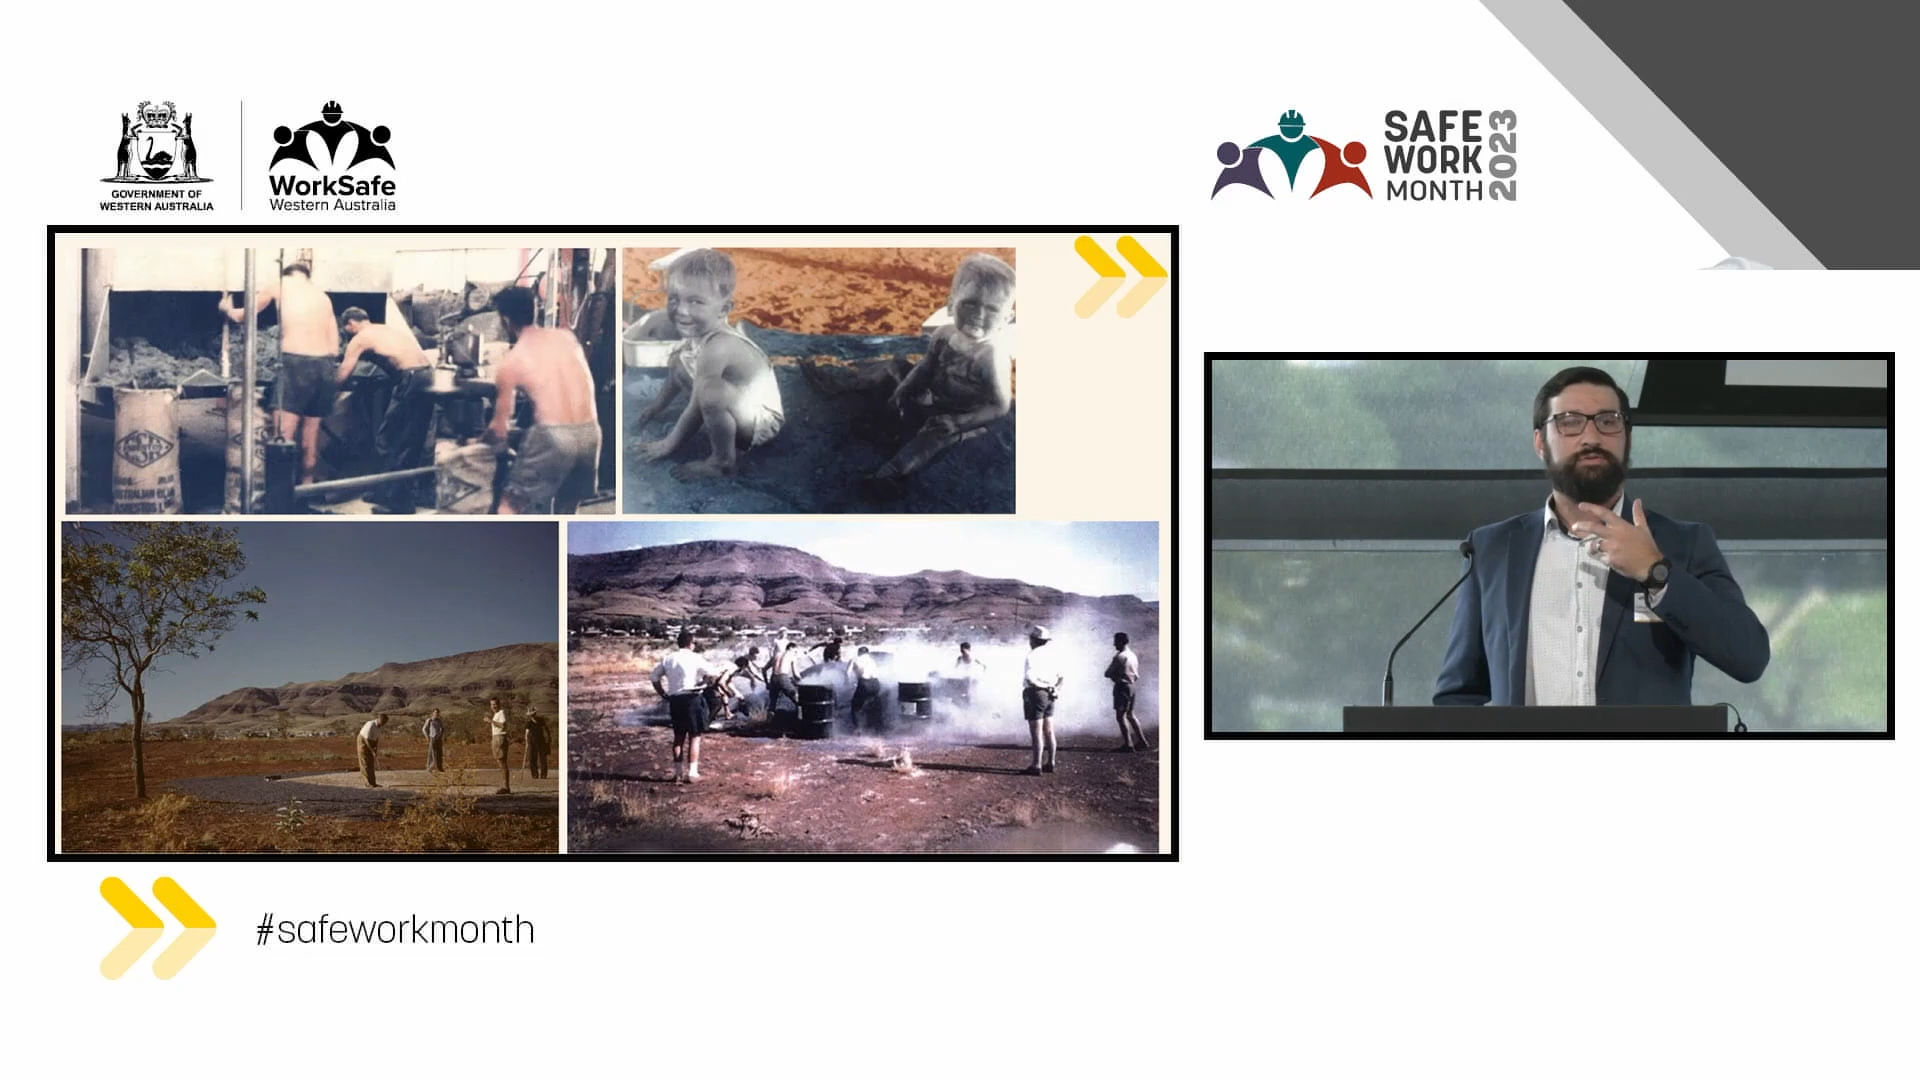 GOVERNMENT OF
WESTERN AUSTRALIA
WorkSafe
Western Australia
SAFE
WORK
MONTH
2023
#safeworkmonth